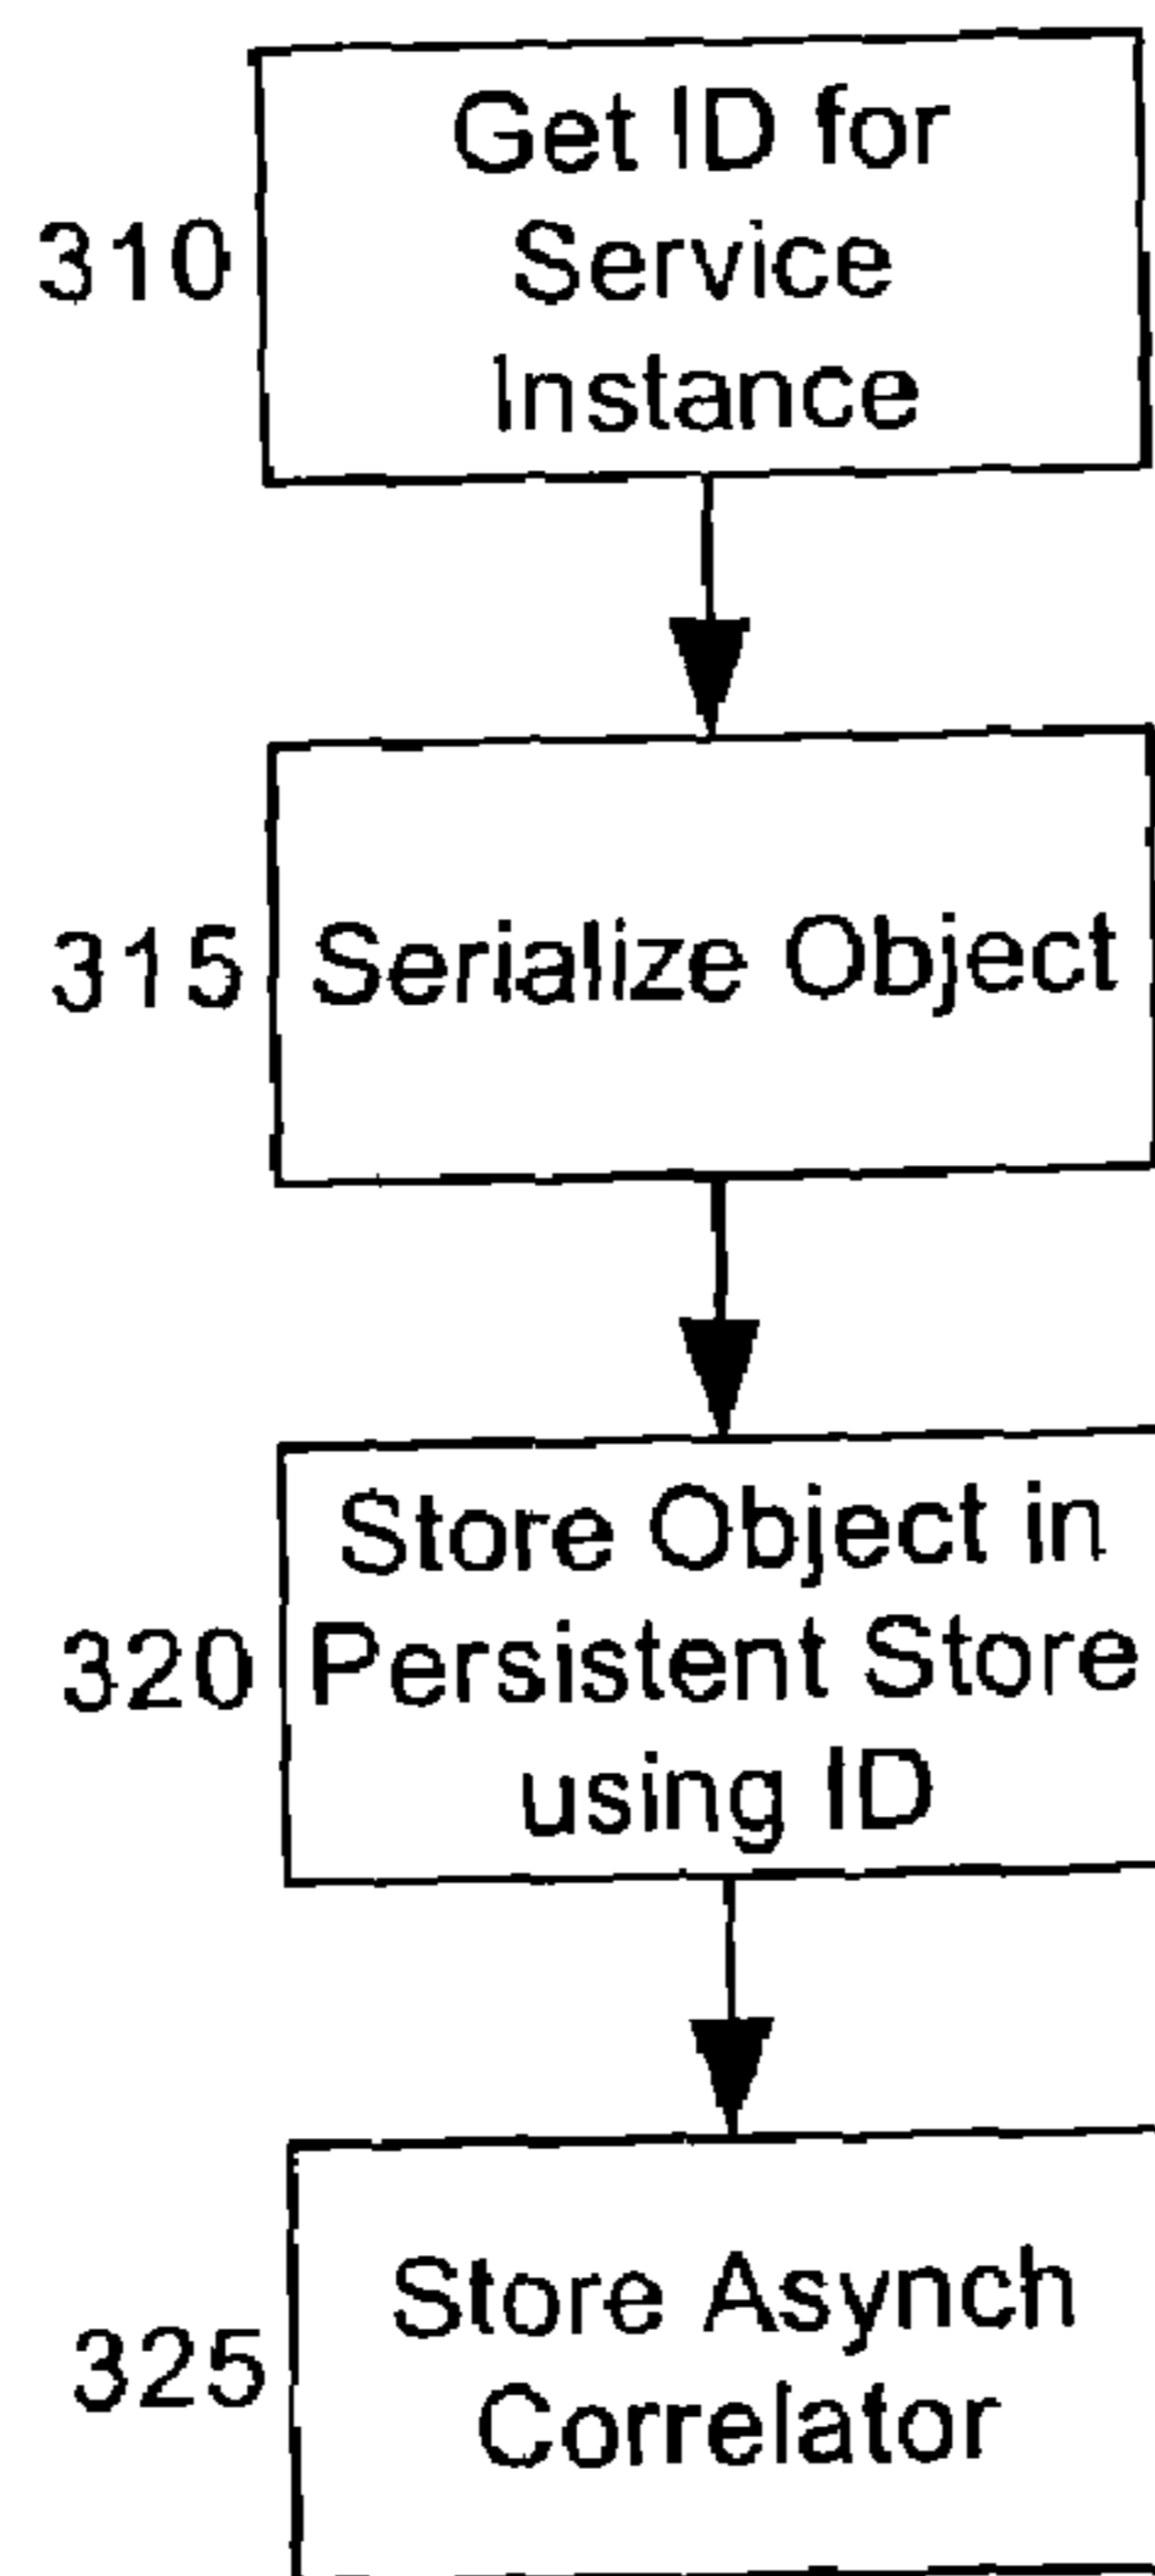 Get ID for
Service
Instance
310
315
Serialize Object
Store Object in
Persistent Store
using ID
320
Store Asynch
Correlator
325